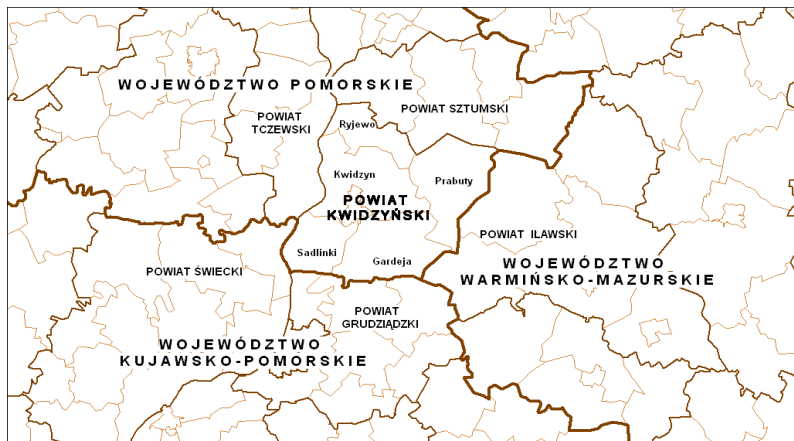 WOJEWÓDZTWO POMORSKIE
POWIAT SZTUMSKI
POWIAT
TCZEWSKI
Ryjewo
Kwidzyn
Prabuty
POWIAT
KWIDZYŃSKI
POWIAT IŁAWSKI
Sadlinki
Gardeja
POWIAT ŚWIECKI
WOJEWÓDZTWO
WARMIŃSKO-MAZURSKIE
POWIAT
GRUDZIĄDZKI
WOJEWÓDZTWO
KUJAWSKO-POMORSKIE